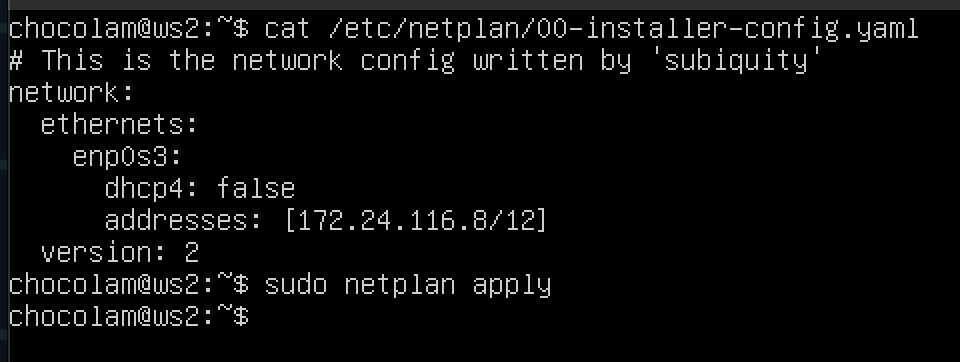 chocolam@ws2:~$ cat /etc/netplan/00-installer-config.yaml
# This is the network config written by 'subiquity'
network:
  ethernets:
    enp0s3:
      dhcp4: false
      addresses: [172.24.116.8/12]
  version: 2
chocolam@ws2:~$ sudo netplan apply
chocolam@ws2:~$